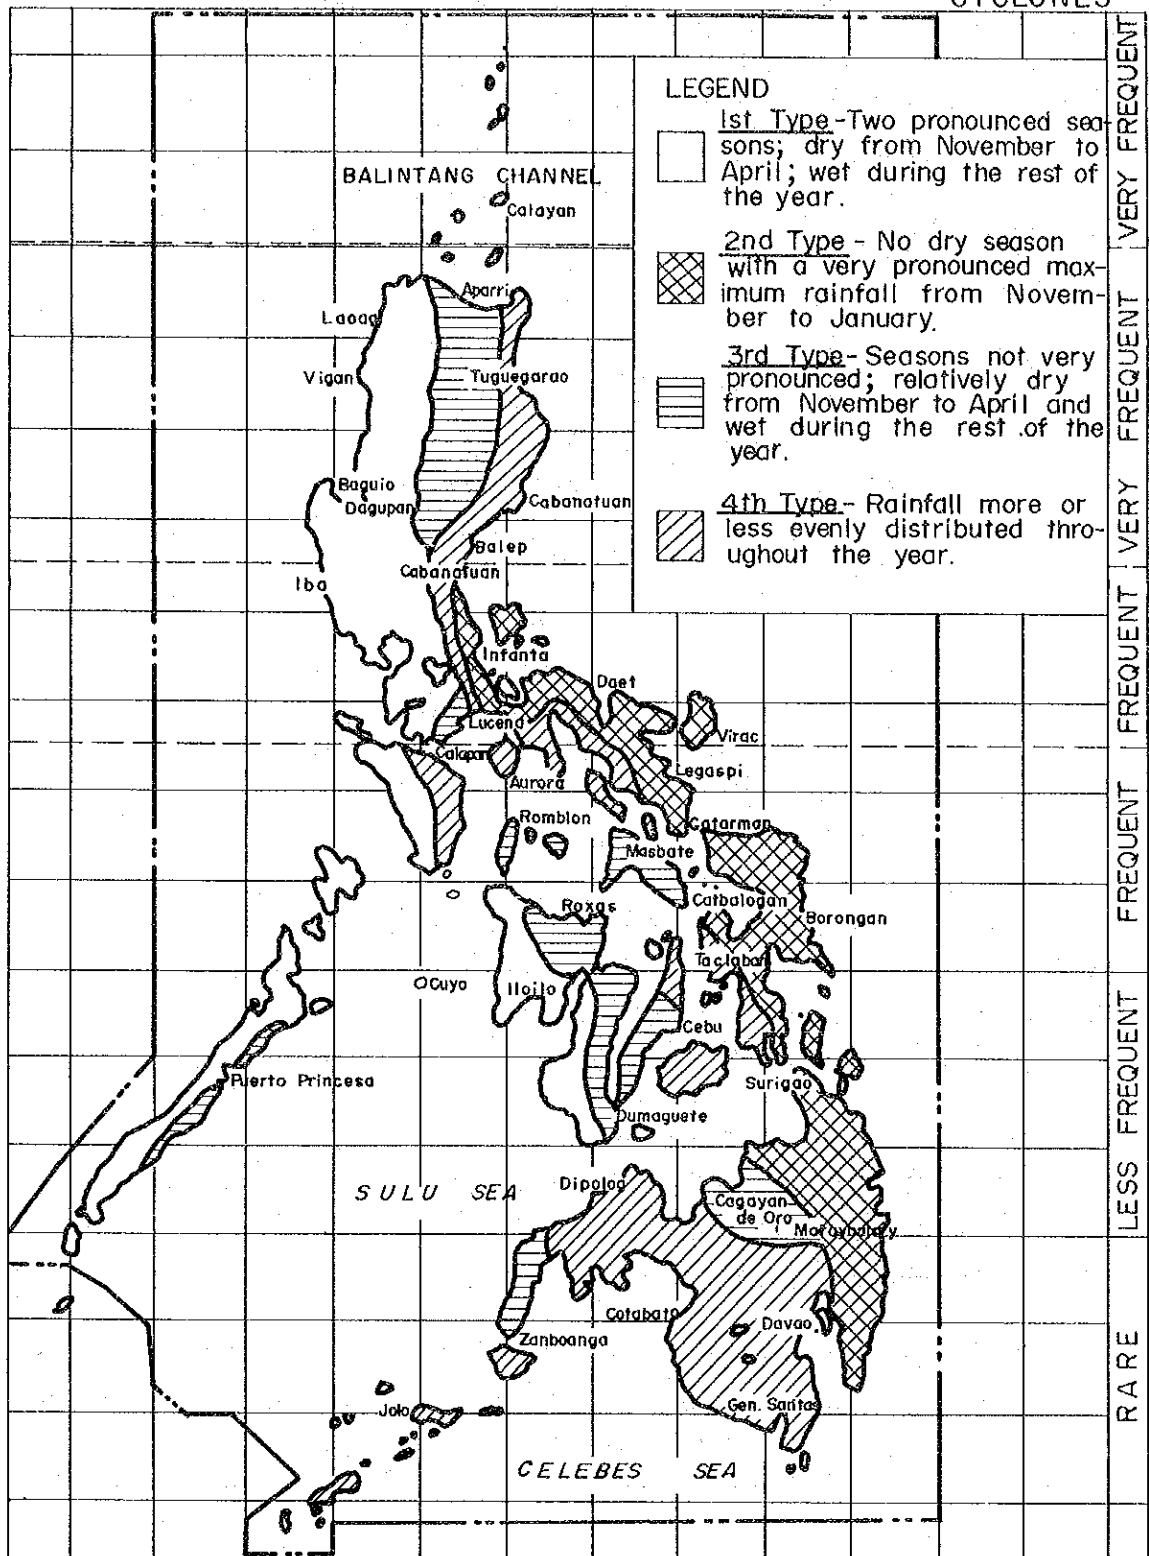 CYCLONES
LEGEND
1st Type-Two pronounced sea-
sons; dry from November to
April; wet during the rest of
the year.
2nd Type - No dry season
with a very pronounced max-
imum rainfall from Novem-
ber to January.
3rd Type- Seasons not very
pronounced; relatively dry
from November to April and
wet during the rest of the
year.
4th Type- Rainfall more or
less evenly distributed thro-
ughout the year.
VERY FREQUENT
VERY FREQUENT
FREQUENT
FREQUENT
LESS FREQUENT
RARE
BALINTANG CHANNEL
Calayan
Aparri
Laoag
Vigan
Tuguegarao
Baguio
Dagupan
Cabanatuan
Balep
Cabanatuan
Iba
Infanta
Daet
Lucena
Virac
Calapan
Legaspi
Aurora
Romblon
Catarman
Masbate
Catbalogan
Roxas
Borongan
Tacloban
Cuyo
Iloilo
Cebu
Puerto Princesa
Surigao
Dumaguete
SULU SEA
Dipolog
Cagayan
de Oro
Cotabato
Davao
Zanboanga
Jolo
Gen. Santos
CELEBES SEA